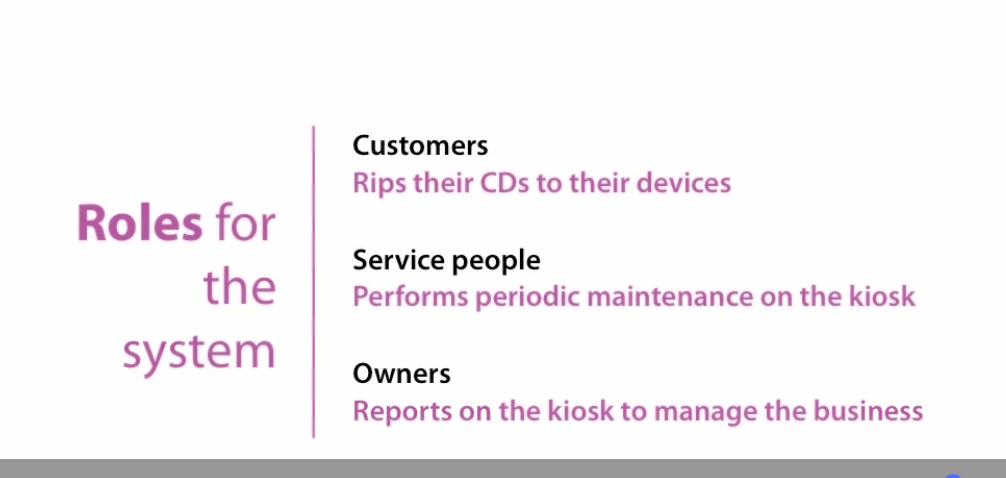 Roles for
the
system
Customers
Rips their CDs to their devices
Service people
Performs periodic maintenance on the kiosk
Owners
Reports on the kiosk to manage the business